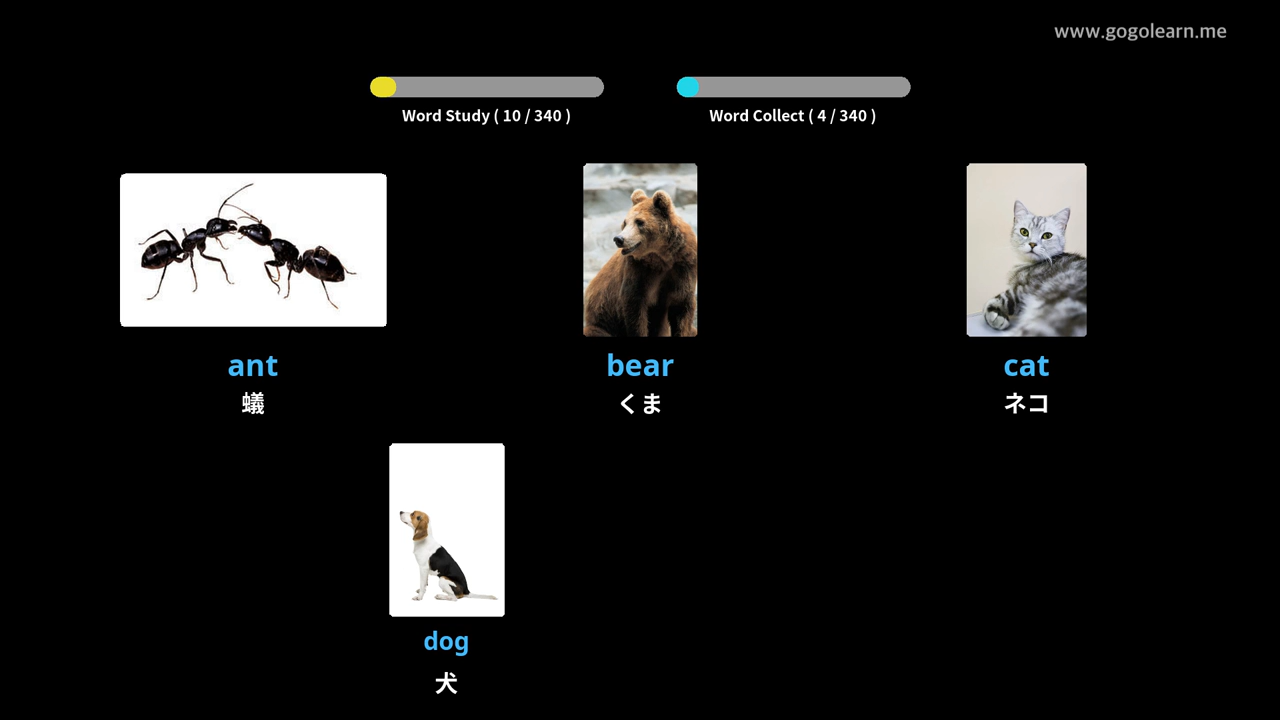 www.gogolearn.me
Word Study ( 10 / 340 )
Word Collect ( 4 / 340 )
ant
蟻
bear
くま
cat
ネコ
dog
犬